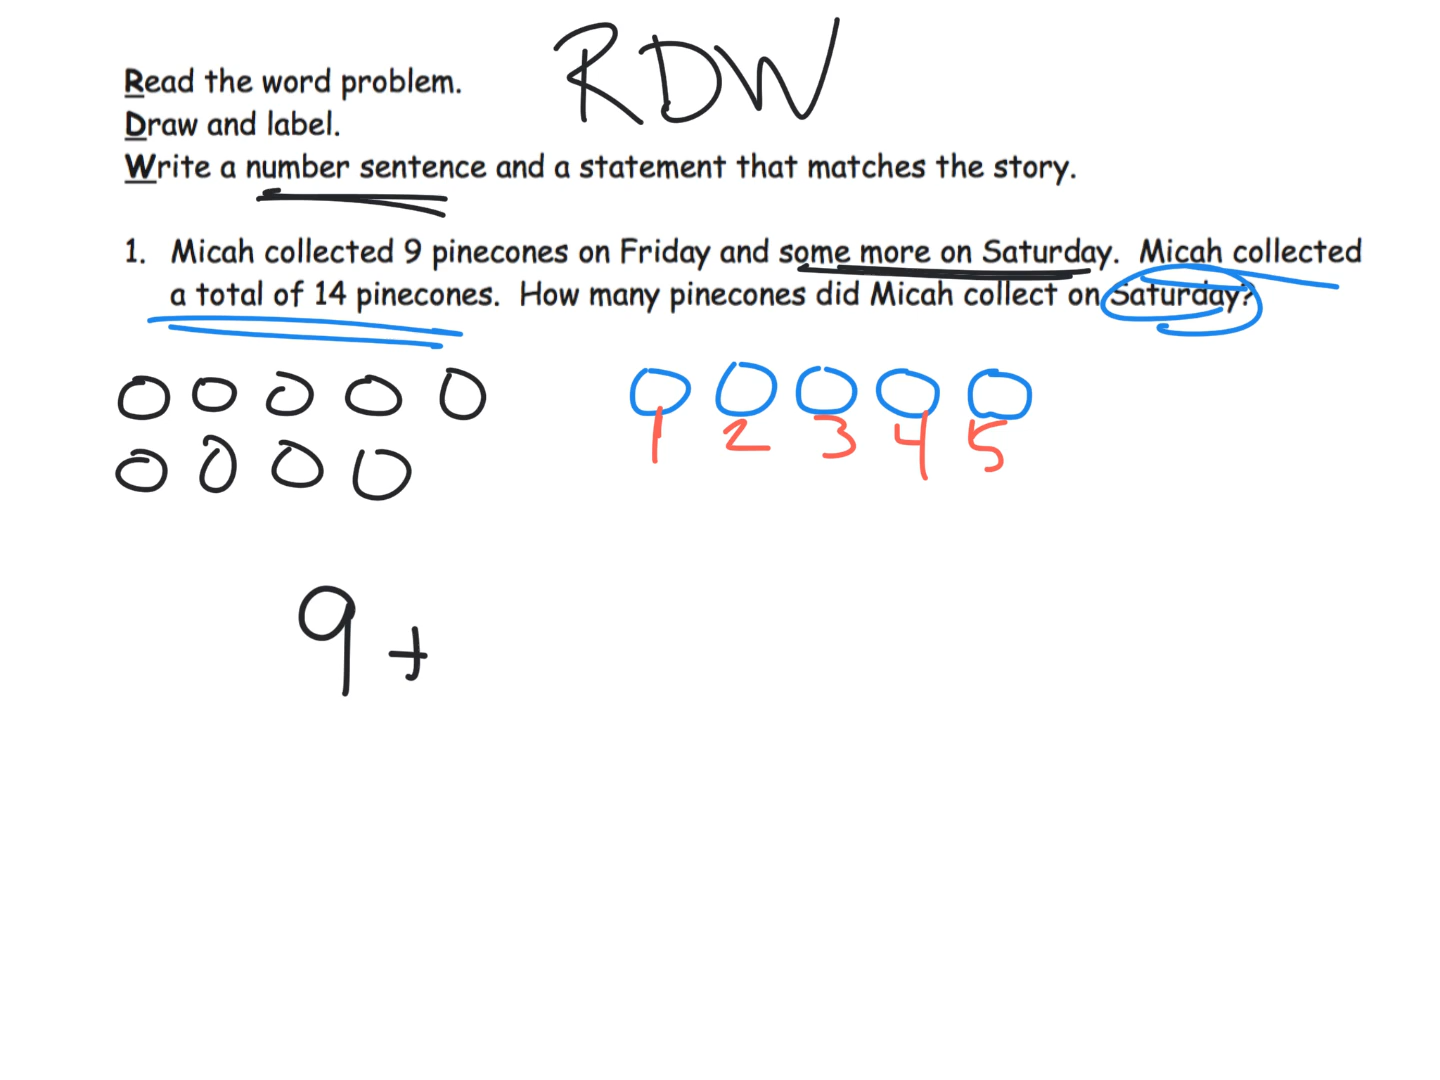 RDW
Read the word problem.
Draw and label.
Write a number sentence and a statement that matches the story.
1. Micah collected 9 pinecones on Friday and some more on Saturday. Micah collected
a total of 14 pinecones. How many pinecones did Micah collect on Saturday?
1 2 3 4 5
9 +